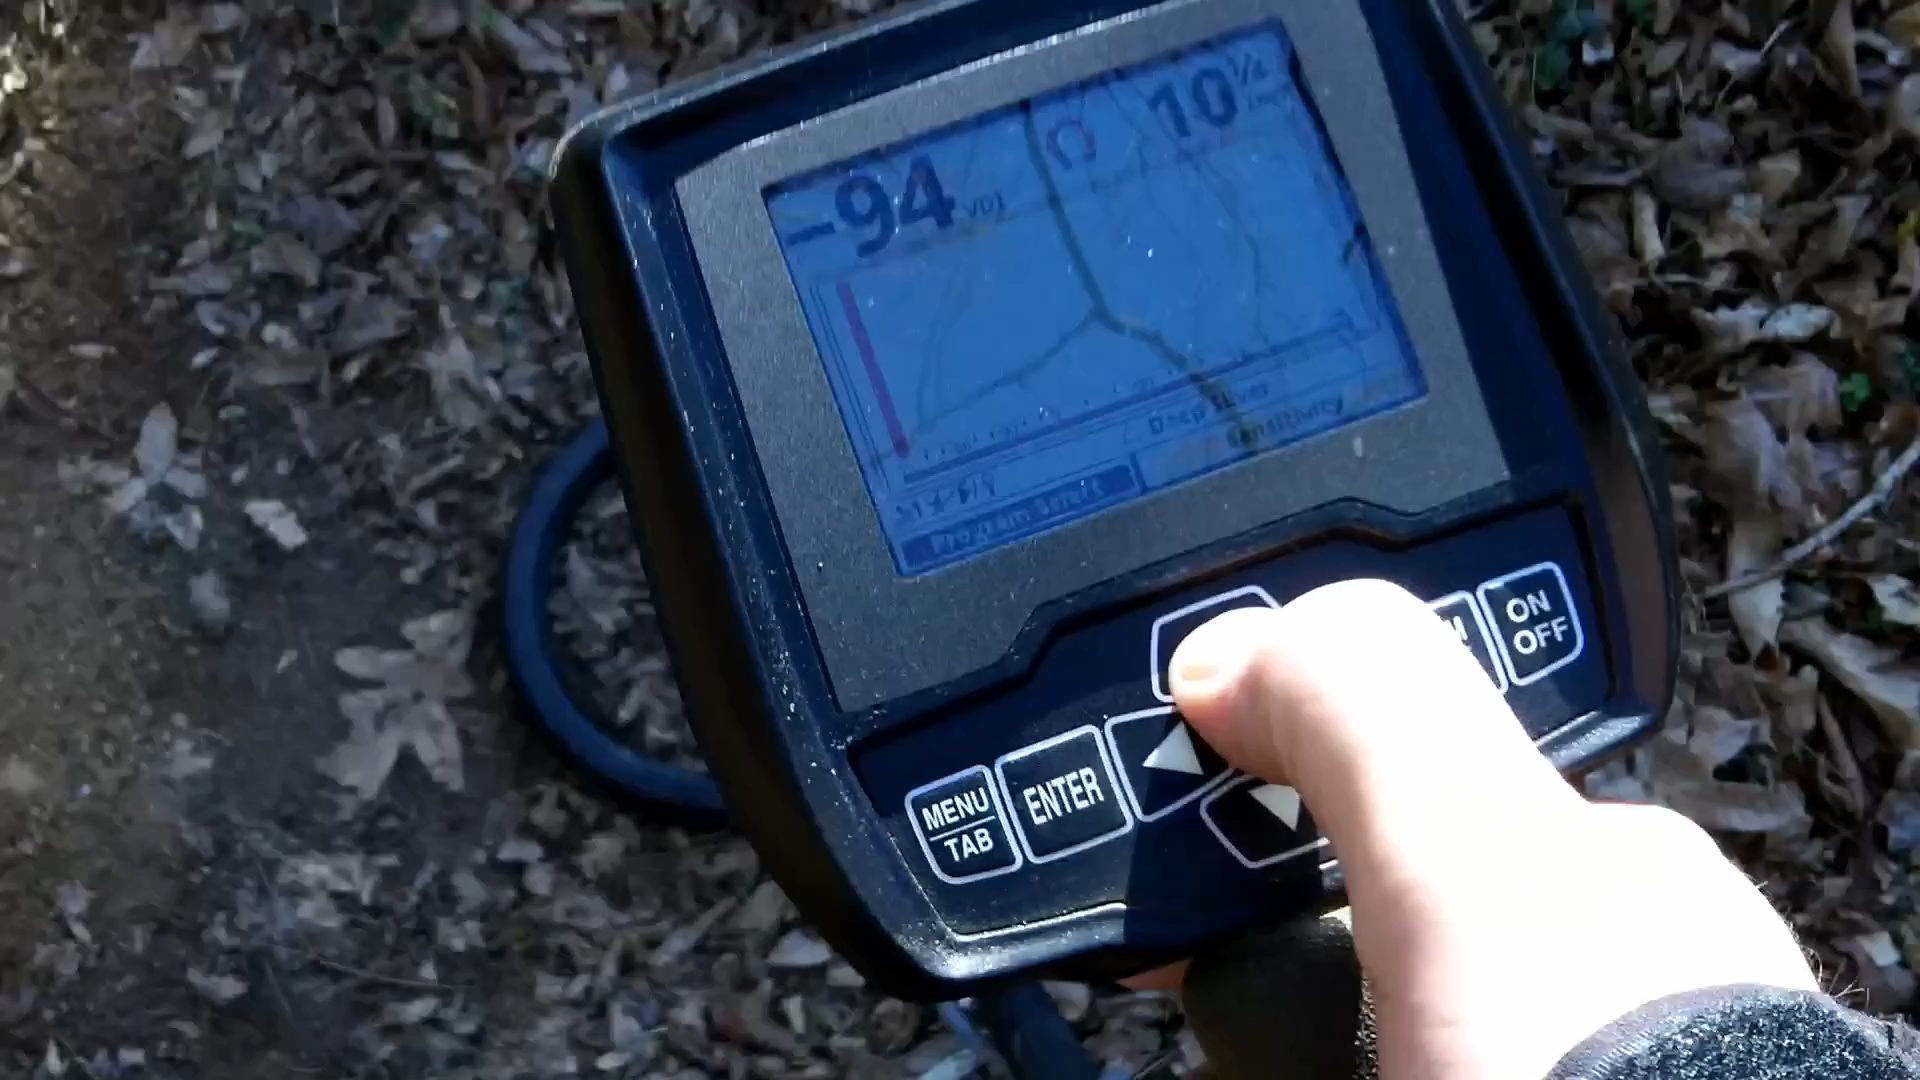 -94 VDI
10
Deep Silver
Sensitivity
Program Select
MENU
TAB
ENTER
ON
OFF